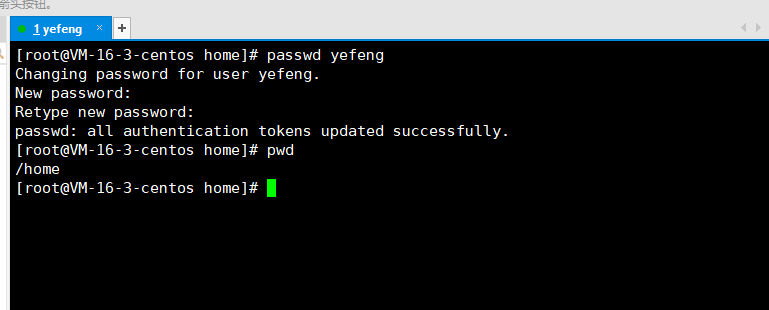 箭头按钮。
1 yefeng × +
[root@VM-16-3-centos home]# passwd yefeng
Changing password for user yefeng.
New password:
Retype new password:
passwd: all authentication tokens updated successfully.
[root@VM-16-3-centos home]# pwd
/home
[root@VM-16-3-centos home]#